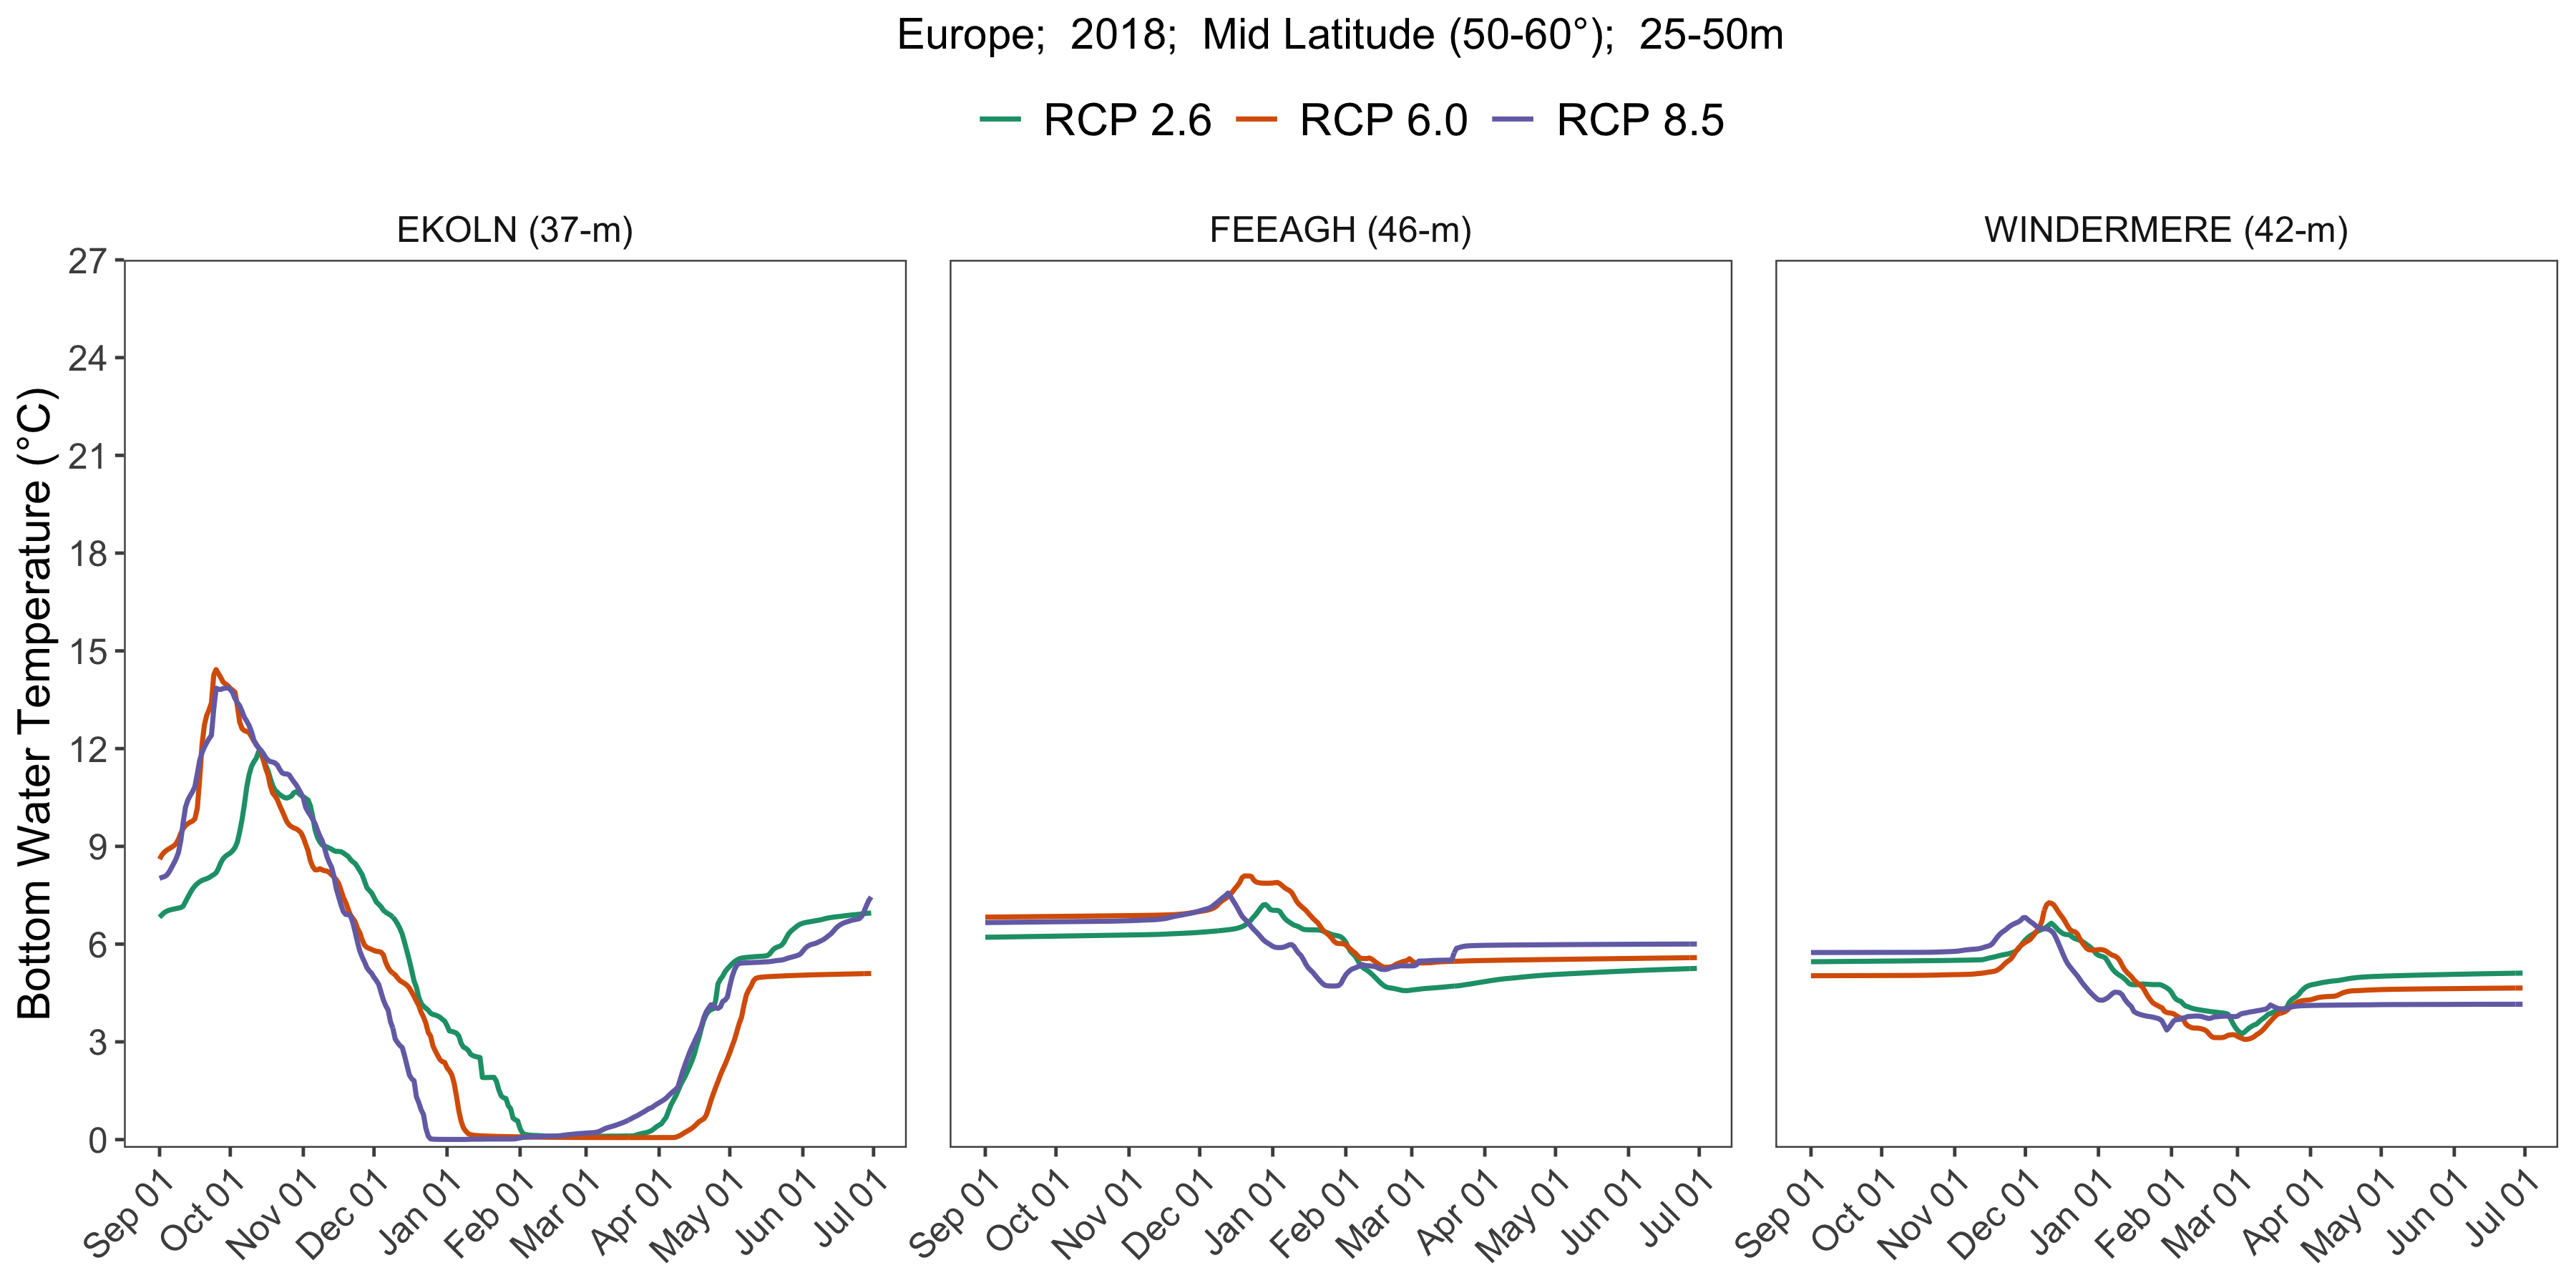 Europe; 2018; Mid Latitude (50-60°); 25-50m
RCP 2.6 RCP 6.0 RCP 8.5
EKOLN (37-m) FEEAGH (46-m) WINDERMERE (42-m)
Bottom Water Temperature (°C)
27
24
21
18
15
12
9
6
3
0
Sep 01 Oct 01 Nov 01 Dec 01 Jan 01 Feb 01 Mar 01 Apr 01 May 01 Jun 01 Jul 01 Sep 01 Oct 01 Nov 01 Dec 01 Jan 01 Feb 01 Mar 01 Apr 01 May 01 Jun 01 Jul 01 Sep 01 Oct 01 Nov 01 Dec 01 Jan 01 Feb 01 Mar 01 Apr 01 May 01 Jun 01 Jul 01